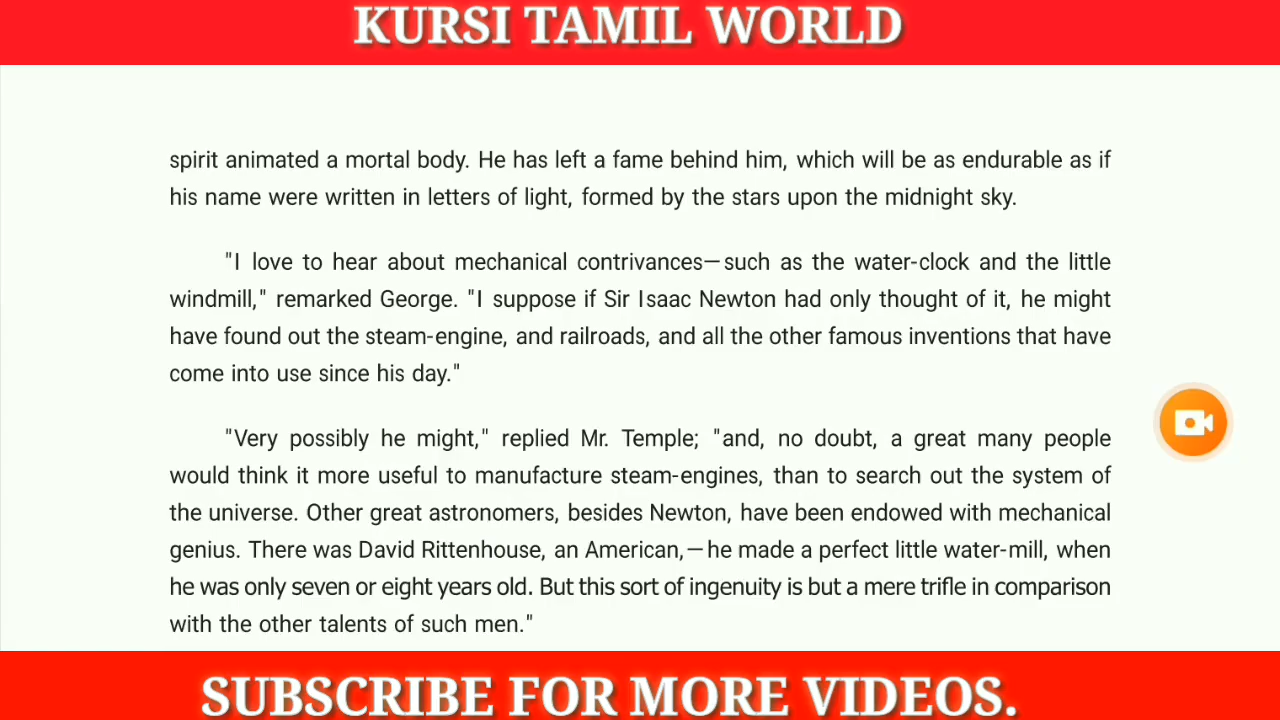 KURSI TAMIL WORLD
spirit animated a mortal body. He has left a fame behind him, which will be as endurable as if
his name were written in letters of light, formed by the stars upon the midnight sky.
"I love to hear about mechanical contrivances—such as the water-clock and the little
windmill," remarked George. "I suppose if Sir Isaac Newton had only thought of it, he might
have found out the steam-engine, and railroads, and all the other famous inventions that have
come into use since his day."
"Very possibly he might," replied Mr. Temple; "and, no doubt, a great many people
would think it more useful to manufacture steam-engines, than to search out the system of
the universe. Other great astronomers, besides Newton, have been endowed with mechanical
genius. There was David Rittenhouse, an American,—he made a perfect little water-mill, when
he was only seven or eight years old. But this sort of ingenuity is but a mere trifle in comparison
with the other talents of such men."
SUBSCRIBE FOR MORE VIDEOS.